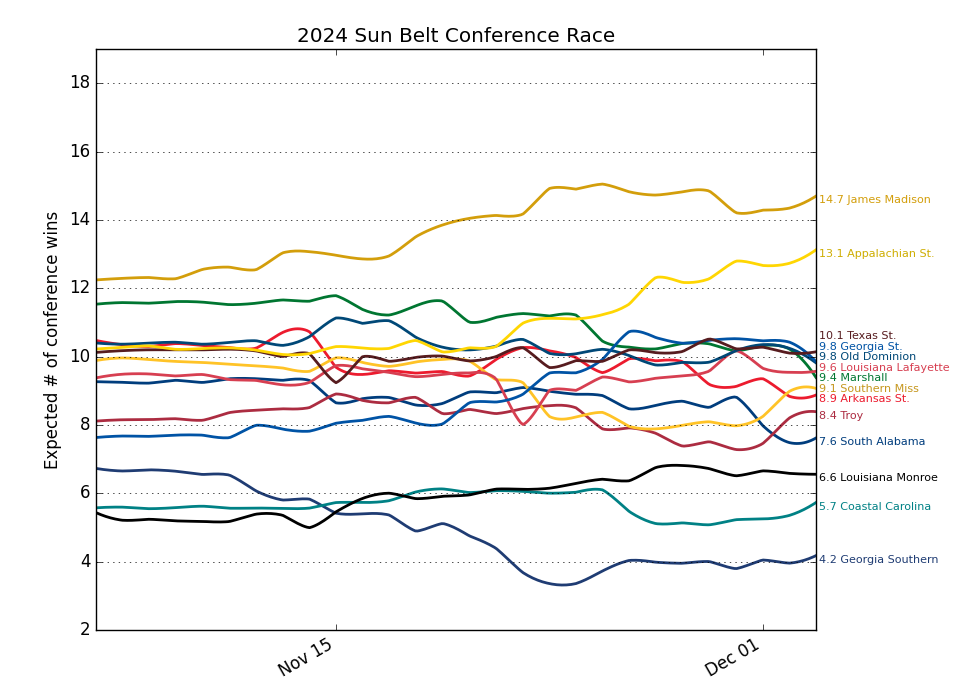 2024 Sun Belt Conference Race
Expected # of conference wins
18
16
14
12
10
8
6
4
2
Nov 15
Dec 01
14.7 James Madison
13.1 Appalachian St.
10.1 Texas St.
9.8 Georgia St.
9.8 Old Dominion
9.6 Louisiana Lafayette
9.4 Marshall
9.1 Southern Miss
8.9 Arkansas St.
8.4 Troy
7.6 South Alabama
6.6 Louisiana Monroe
5.7 Coastal Carolina
4.2 Georgia Southern